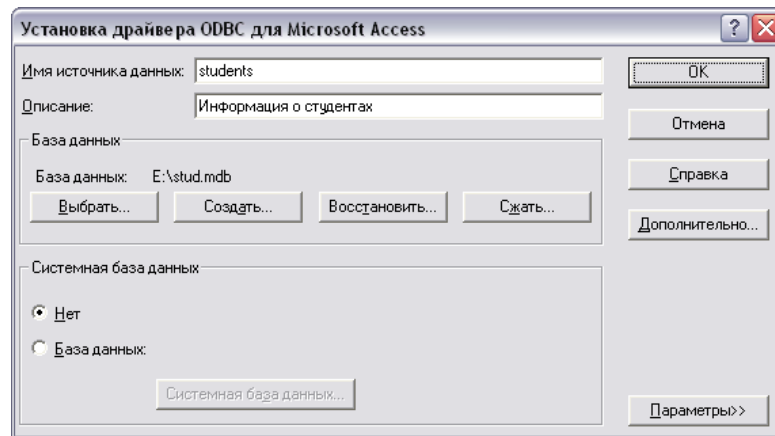 Установка драйвера ODBC для Microsoft Access
Имя источника данных: students
OK
Описание: Информация о студентах
Отмена
База данных
База данных: E:\stud.mdb
Справка
Выбрать... Создать... Восстановить... Сжать...
Дополнительно...
Системная база данных
Нет
База данных:
Системная база данных...
Параметры>>